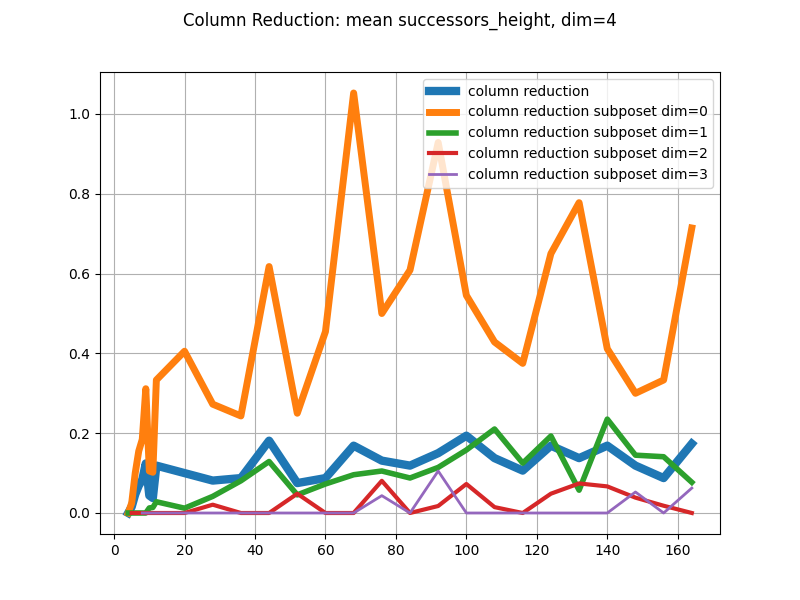 Column Reduction: mean successors_height, dim=4
column reduction
column reduction subposet dim=0
column reduction subposet dim=1
column reduction subposet dim=2
column reduction subposet dim=3
1.0
0.8
0.6
0.4
0.2
0.0
0 20 40 60 80 100 120 140 160